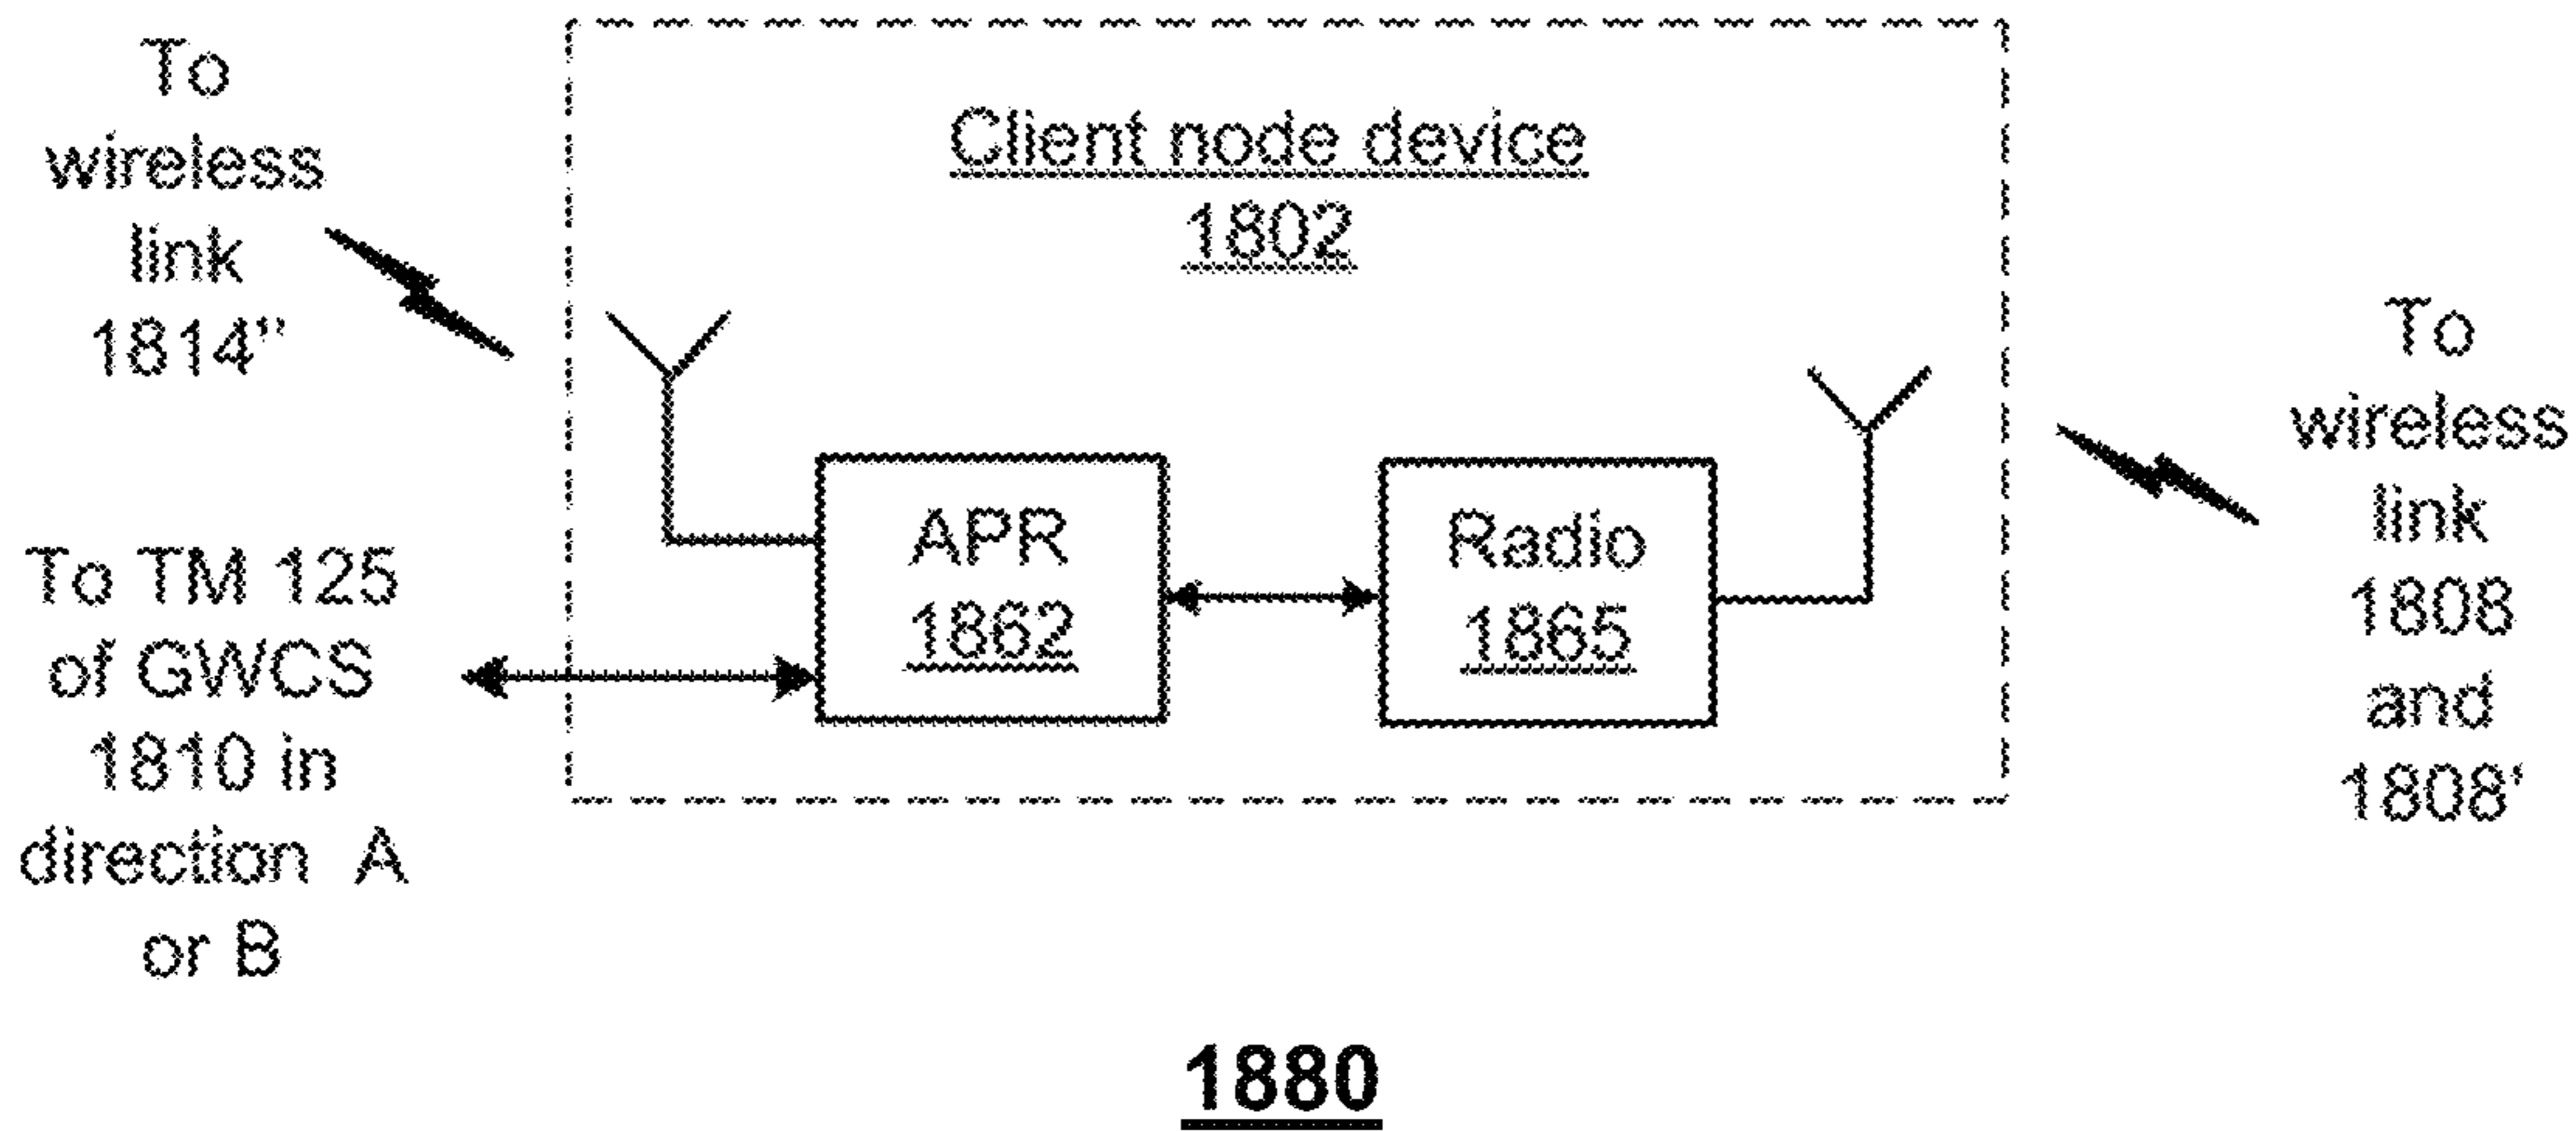 To
wireless
link
1814”
Client node device
1802
To TM 125
of GWCS
1810 in
direction A
or B
APR
1862
Radio
1865
To
wireless
link
1808
and
1808'
1880